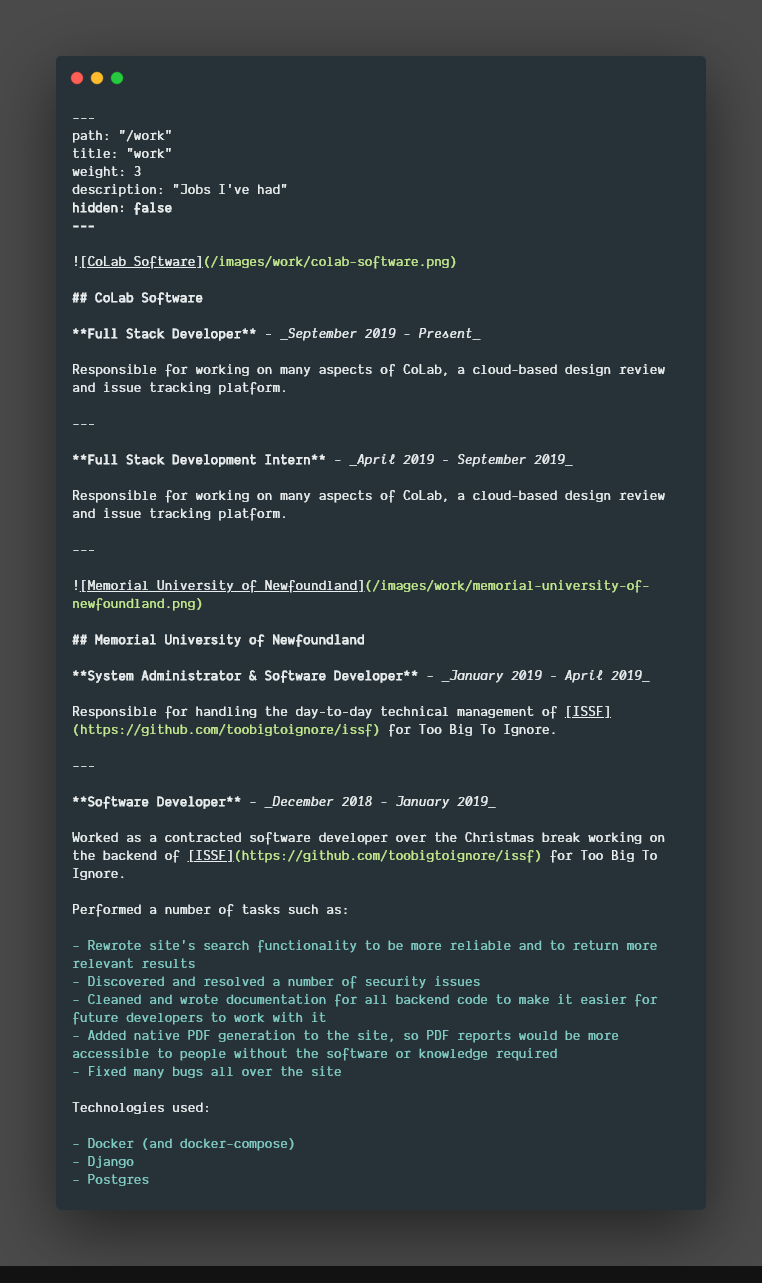 ---
path: "/work"
title: "work"
weight: 3
description: "Jobs I've had"
hidden: false
---
![CoLab Software](/images/work/colab-software.png)
## CoLab Software
**Full Stack Developer** - _September 2019 - Present_
Responsible for working on many aspects of CoLab, a cloud-based design review
and issue tracking platform.
---
**Full Stack Development Intern** - _April 2019 - September 2019_
Responsible for working on many aspects of CoLab, a cloud-based design review
and issue tracking platform.
---
![Memorial University of Newfoundland](/images/work/memorial-university-of-
newfoundland.png)
## Memorial University of Newfoundland
**System Administrator & Software Developer** - _January 2019 - April 2019_
Responsible for handling the day-to-day technical management of [ISSF]
(https://github.com/toobigtoignore/issf) for Too Big To Ignore.
---
**Software Developer** - _December 2018 - January 2019_
Worked as a contracted software developer over the Christmas break working on
the backend of [ISSF](https://github.com/toobigtoignore/issf) for Too Big To
Ignore.
Performed a number of tasks such as:
- Rewrote site's search functionality to be more reliable and to return more
relevant results
- Discovered and resolved a number of security issues
- Cleaned and wrote documentation for all backend code to make it easier for
future developers to work with it
- Added native PDF generation to the site, so PDF reports would be more
accessible to people without the software or knowledge required
- Fixed many bugs all over the site
Technologies used:
- Docker (and docker-compose)
- Django
- Postgres